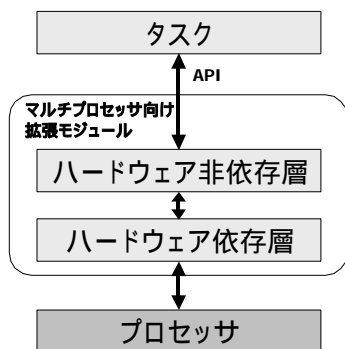 タスク
API
マルチプロセッサ向け
拡張モジュール
ハードウェア非依存層
ハードウェア依存層
プロセッサ